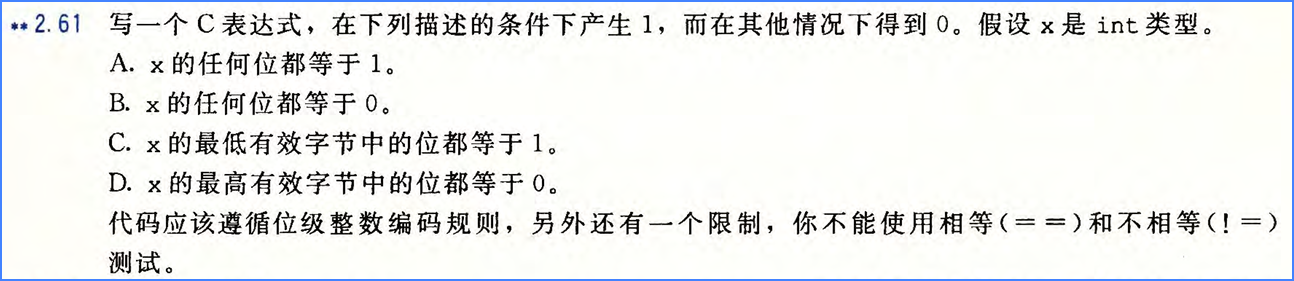 **2.61 写一个 C 表达式，在下列描述的条件下产生 1，而在其他情况下得到 0。假设 x 是 int 类型。
A. x 的任何位都等于 1。
B. x 的任何位都等于 0。
C. x 的最低有效字节中的位都等于 1。
D. x 的最高有效字节中的位都等于 0。
代码应该遵循位级整数编码规则，另外还有一个限制，你不能使用相等(==)和不相等(!=)
测试。